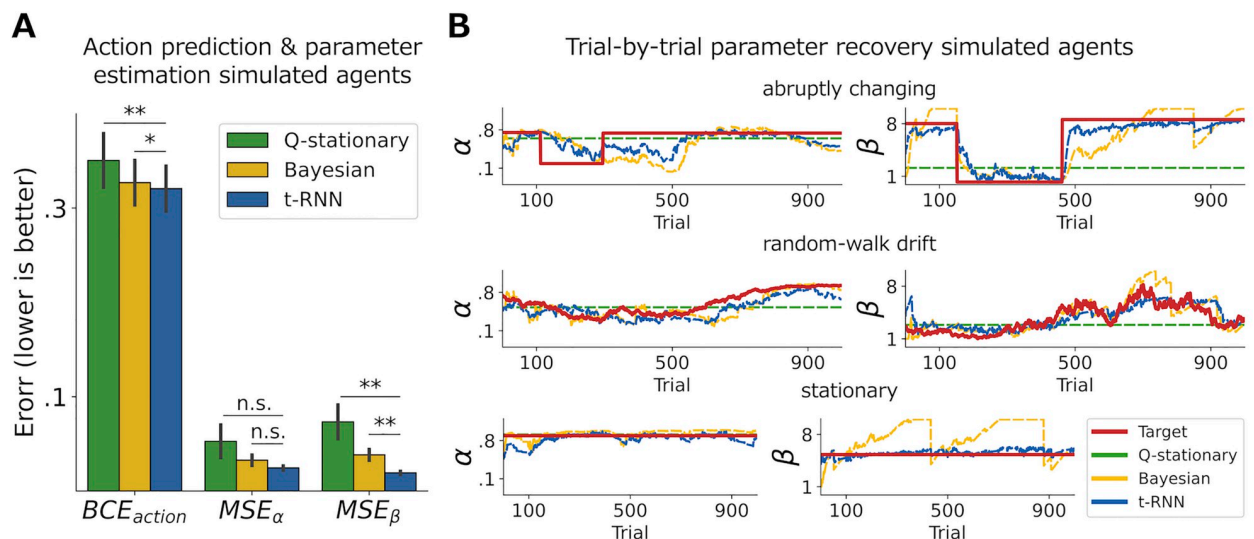 A
Action prediction & parameter
estimation simulated agents
Erorr (lower is better)
.3
.1
**
*
Q-stationary
Bayesian
t-RNN
n.s.
n.s.
**
**
BCE_action
MSE_α
MSE_β
B
Trial-by-trial parameter recovery simulated agents
abruptly changing
α
.8
.1
100
500
900
Trial
β
8
1
100
500
900
Trial
random-walk drift
α
.8
.1
100
500
900
Trial
β
8
1
100
500
900
Trial
stationary
α
.8
.1
100
500
900
Trial
β
8
1
100
500
900
Trial
Target
Q-stationary
Bayesian
t-RNN